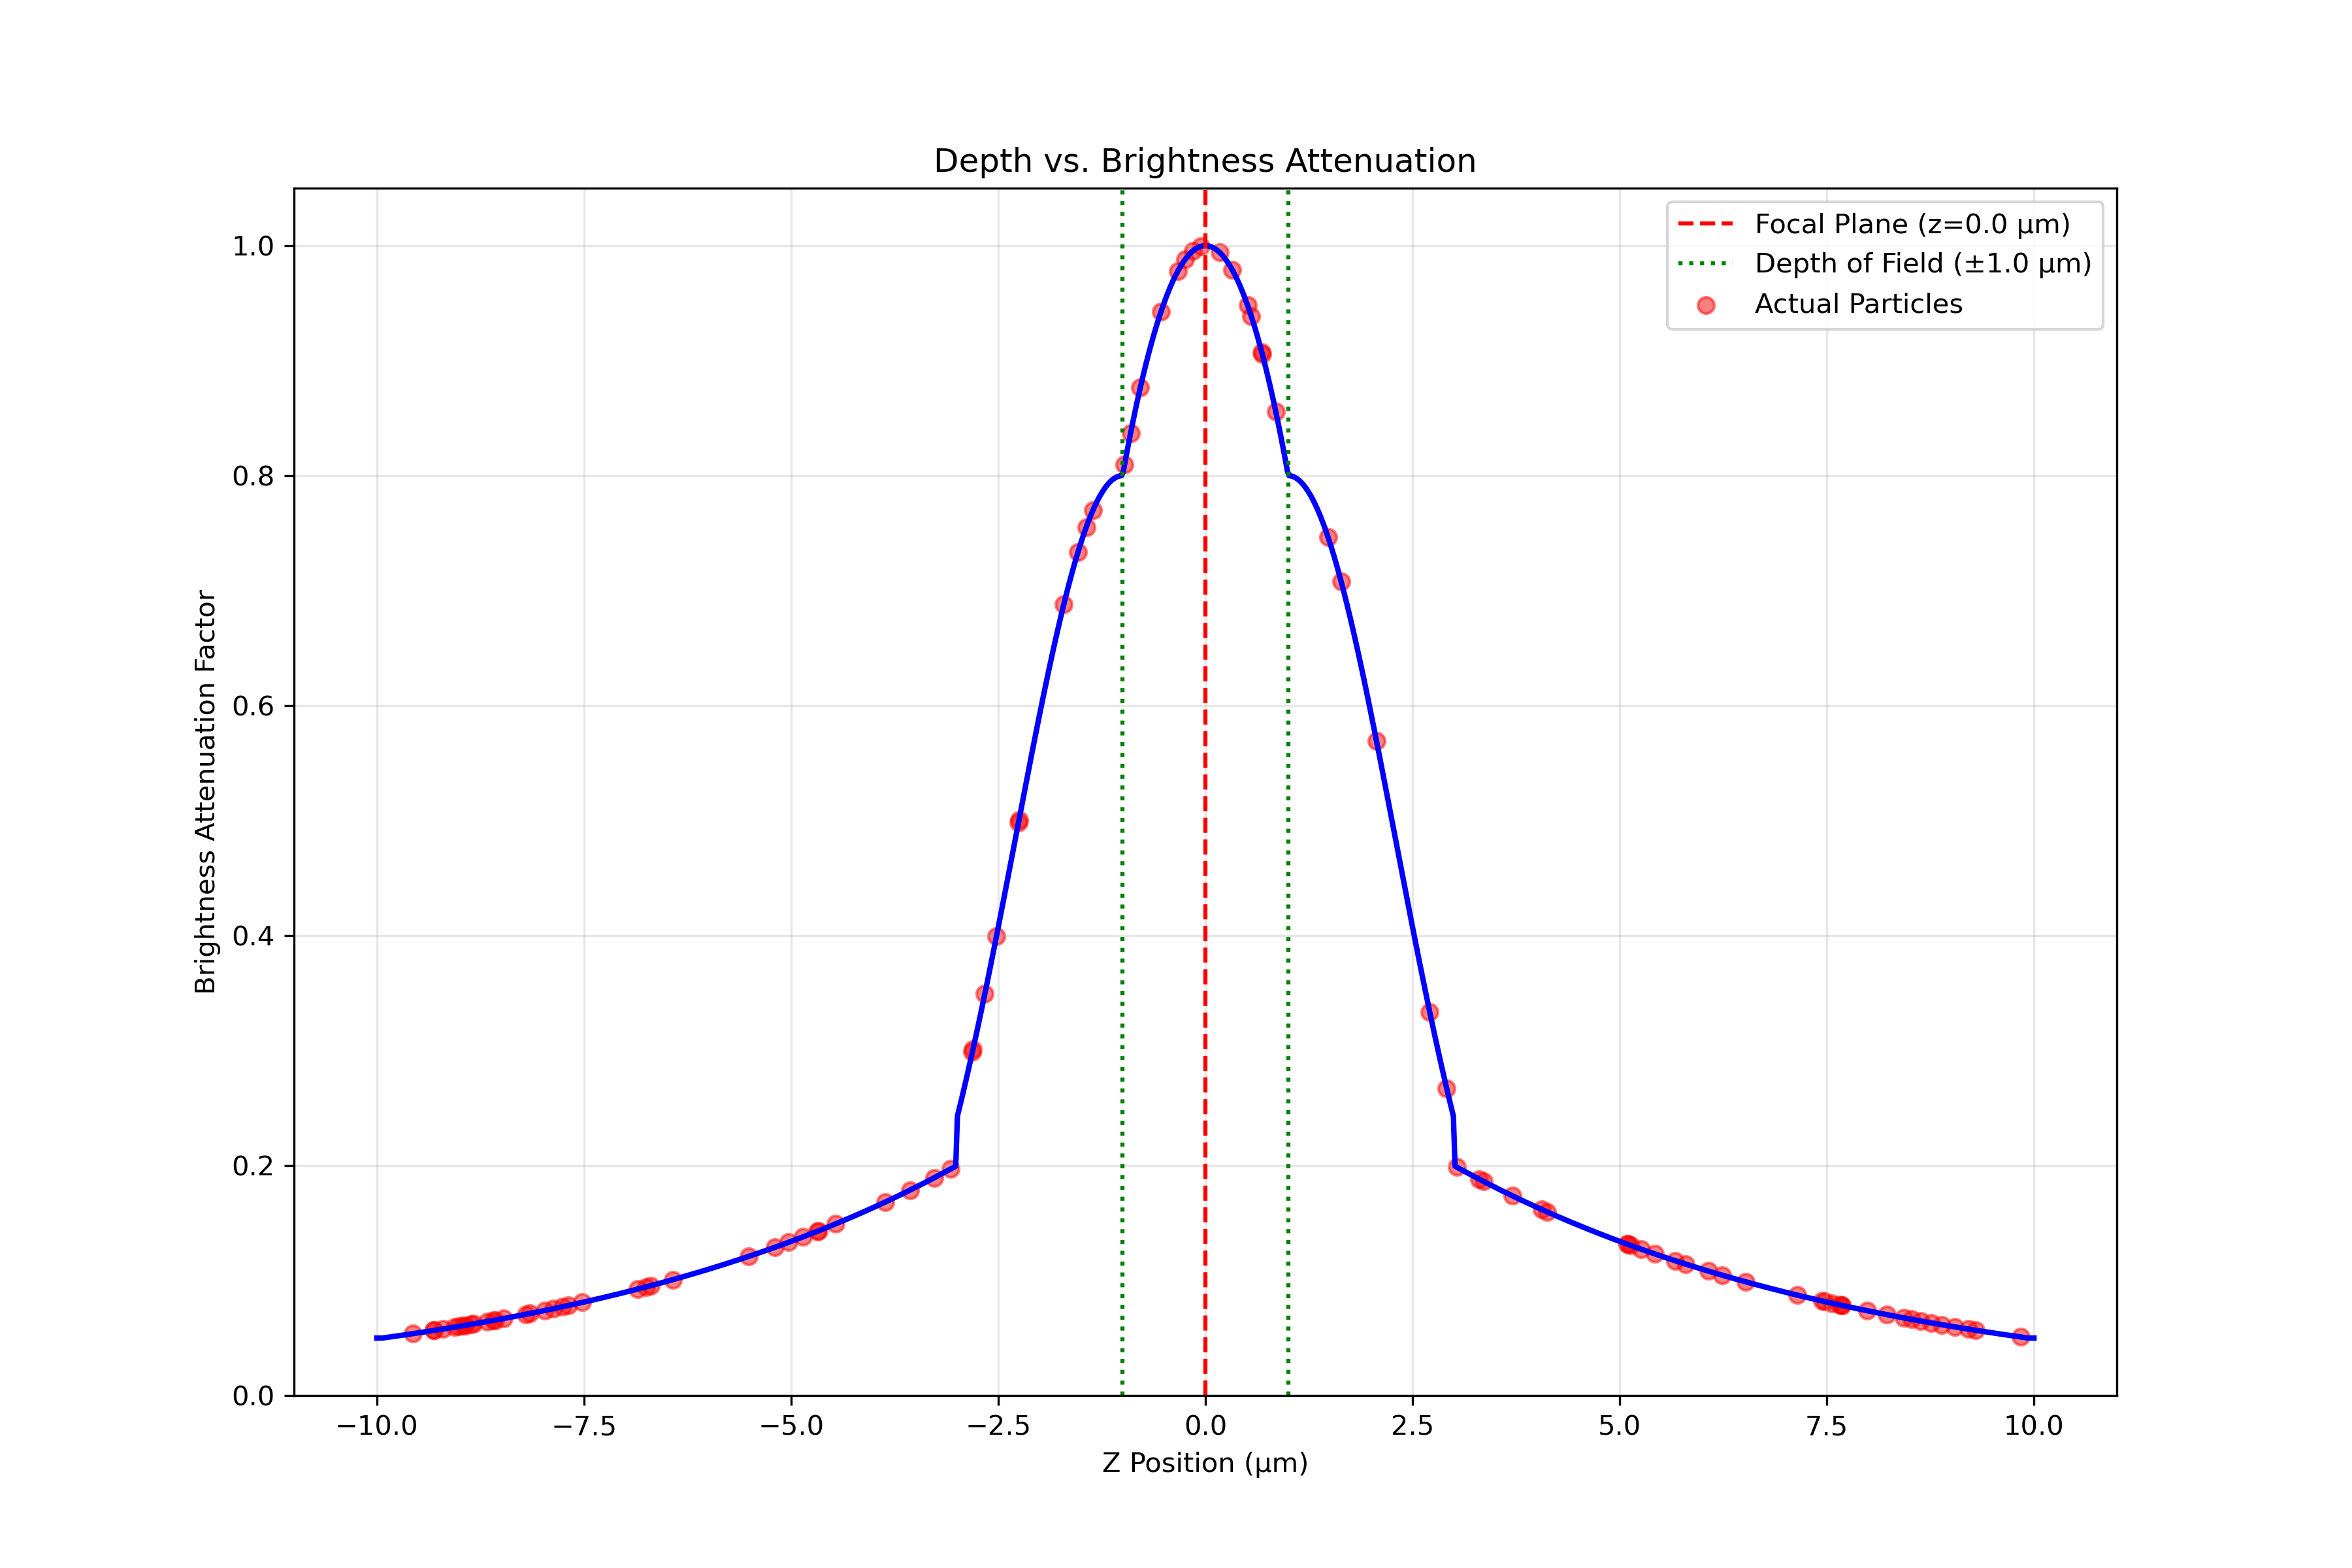 Depth vs. Brightness Attenuation
Focal Plane (z=0.0 μm)
Depth of Field (±1.0 μm)
Actual Particles
Brightness Attenuation Factor
1.0
0.8
0.6
0.4
0.2
0.0
−10.0 −7.5 −5.0 −2.5 0.0 2.5 5.0 7.5 10.0
Z Position (μm)